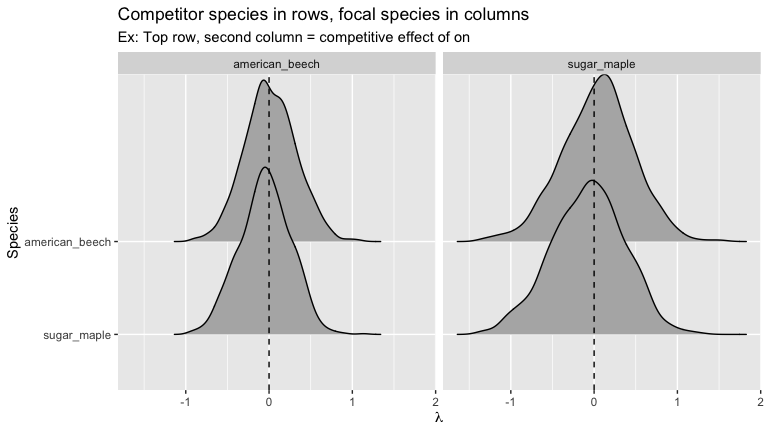 Competitor species in rows, focal species in columns
Ex: Top row, second column = competitive effect of on
american_beech
sugar_maple
Species
american_beech
sugar_maple
-1 0 1 2
-1 0 1 2
λ